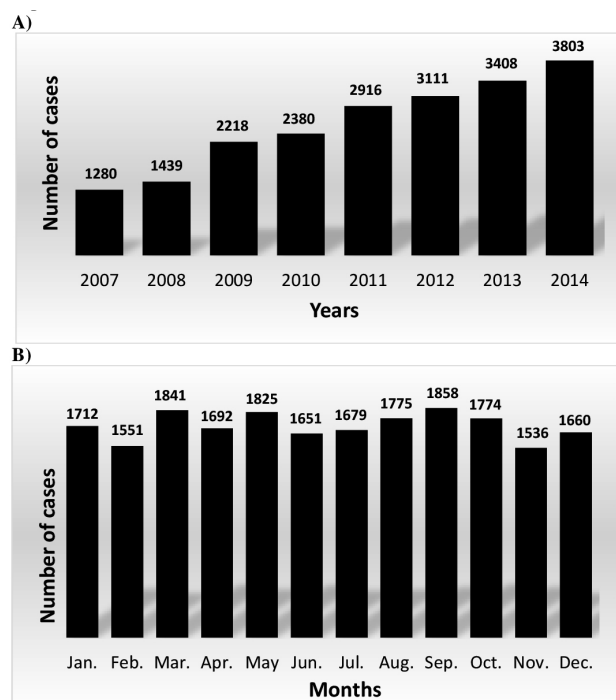 A)
3803
3408
3111
2916
2380
2218
1439
1280
Number of cases
2007 2008 2009 2010 2011 2012 2013 2014
Years
B)
1712 1551 1841 1692 1825 1651 1679 1775 1858 1774 1536 1660
Number of cases
Jan. Feb. Mar. Apr. May Jun. Jul. Aug. Sep. Oct. Nov. Dec.
Months